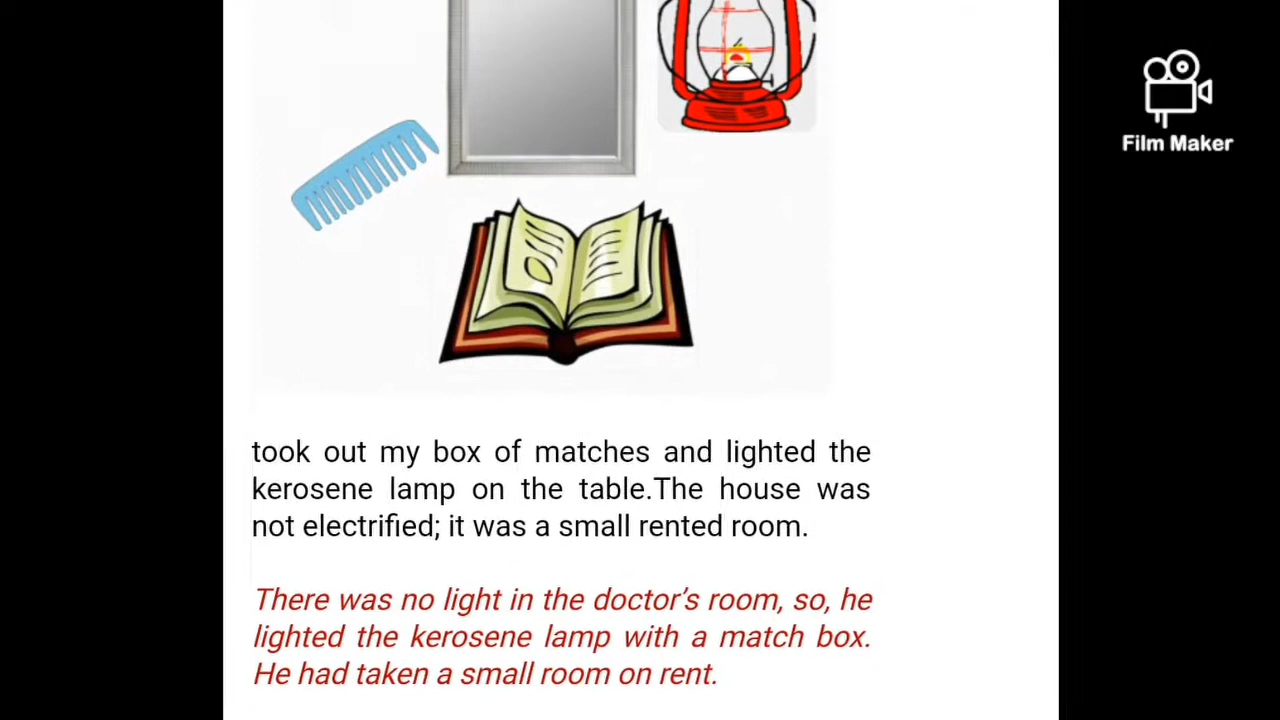 Film Maker
took out my box of matches and lighted the
kerosene lamp on the table.The house was
not electrified; it was a small rented room.
There was no light in the doctor’s room, so, he
lighted the kerosene lamp with a match box.
He had taken a small room on rent.